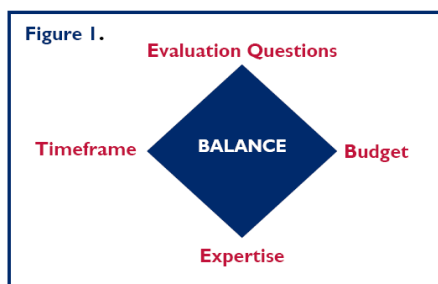 Figure 1.
Evaluation Questions
Timeframe
BALANCE
Budget
Expertise